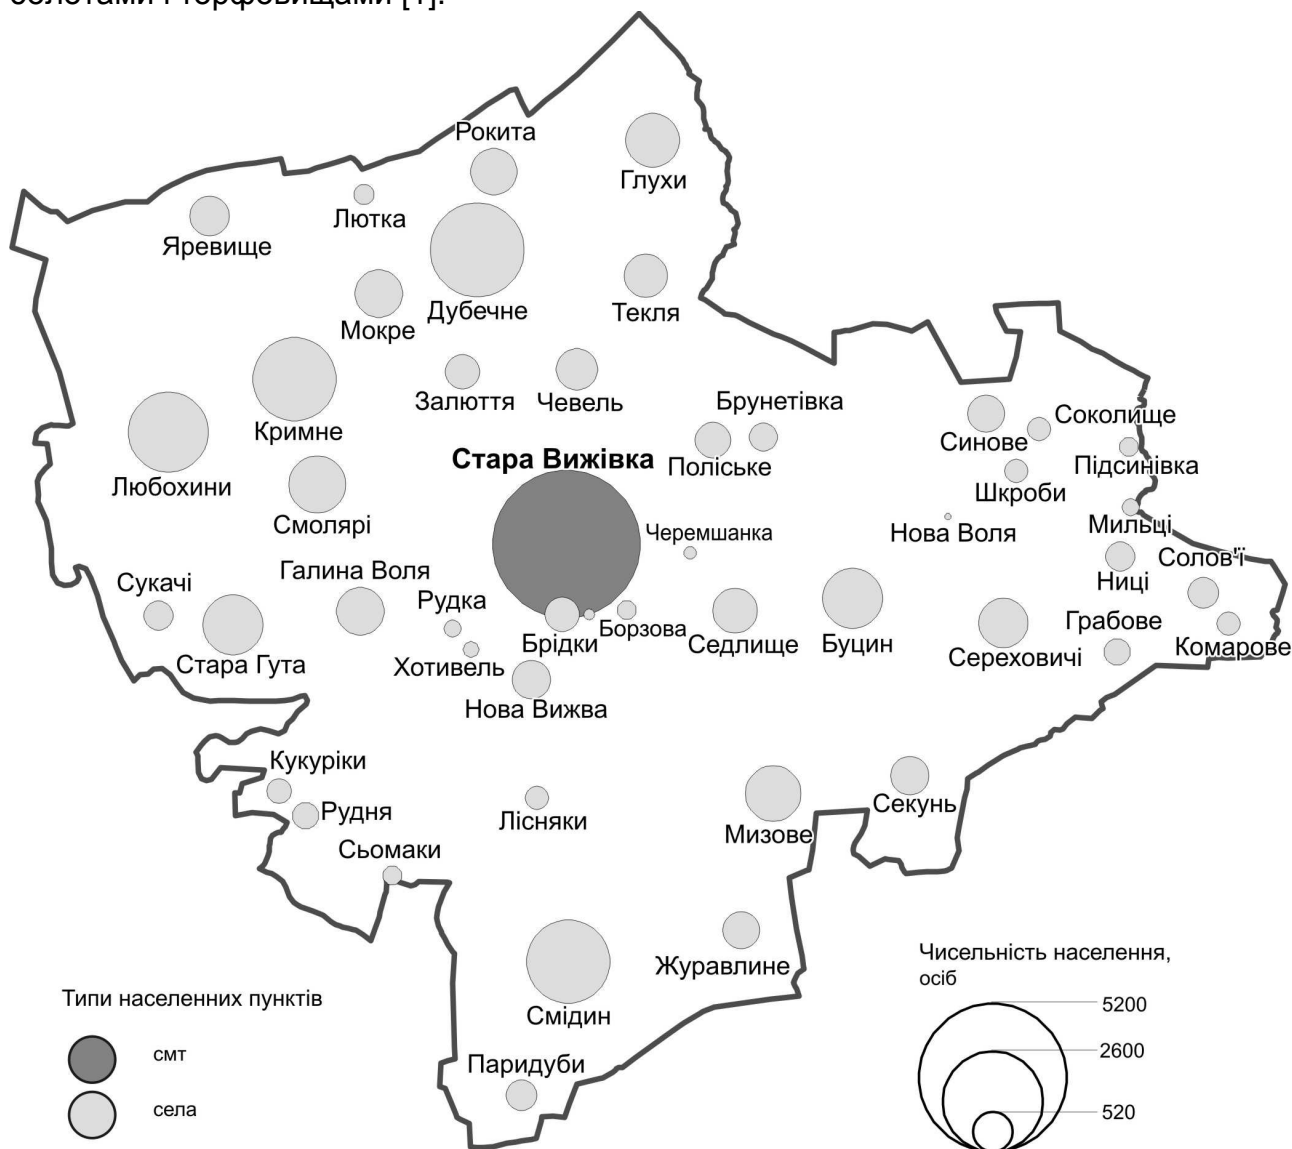 болотами і торфовищами [1].
Рокита
Глухи
Лютка
Яревище
Дубечне
Текля
Мокре
Залюття
Чевель
Брунетівка
Соколище
Кримне
Синове
Поліське
Підсинівка
Стара Вижівка
Любохини
Шкроби
Смолярі
Мильці
Нова Воля
Черемшанка
Солов'ї
Галина Воля
Сукачі
Ниці
Рудка
Грабове
Борзова
Брідки
Седлище
Буцин
Комарове
Сереховичі
Стара Гута
Хотивель
Нова Вижва
Кукуріки
Секунь
Рудня
Лісняки
Мизове
Сьомаки
Журавлине
Смідин
Паридуби
Типи населенних пунктів
смт
села
Чисельність населення,
осіб
5200
2600
520